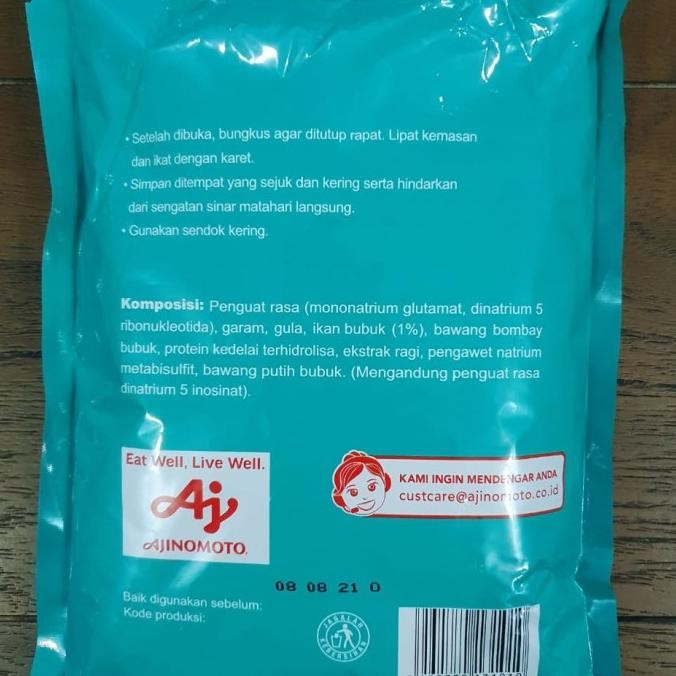 • Setelah dibuka, bungkus agar ditutup rapat. Lipat kemasan
dan ikat dengan karet.
• Simpan ditempat yang sejuk dan kering serta hindarkan
dari sengatan sinar matahari langsung.
• Gunakan sendok kering.
Komposisi: Penguat rasa (mononatrium glutamat, dinatrium 5
ribonukleotida), garam, gula, ikan bubuk (1%), bawang bombay
bubuk, protein kedelai terhidrolisa, ekstrak ragi, pengawet natrium
metabisulfit, bawang putih bubuk. (Mengandung penguat rasa
dinatrium 5 inosinat).
Eat Well, Live Well.
Aj
AJINOMOTO
KAMI INGIN MENDENGAR ANDA
custcare@ajinomoto.co.id
08 08 21 0
Baik digunakan sebelum:
Kode produksi:
JAGALAH
KEBERSIHAN